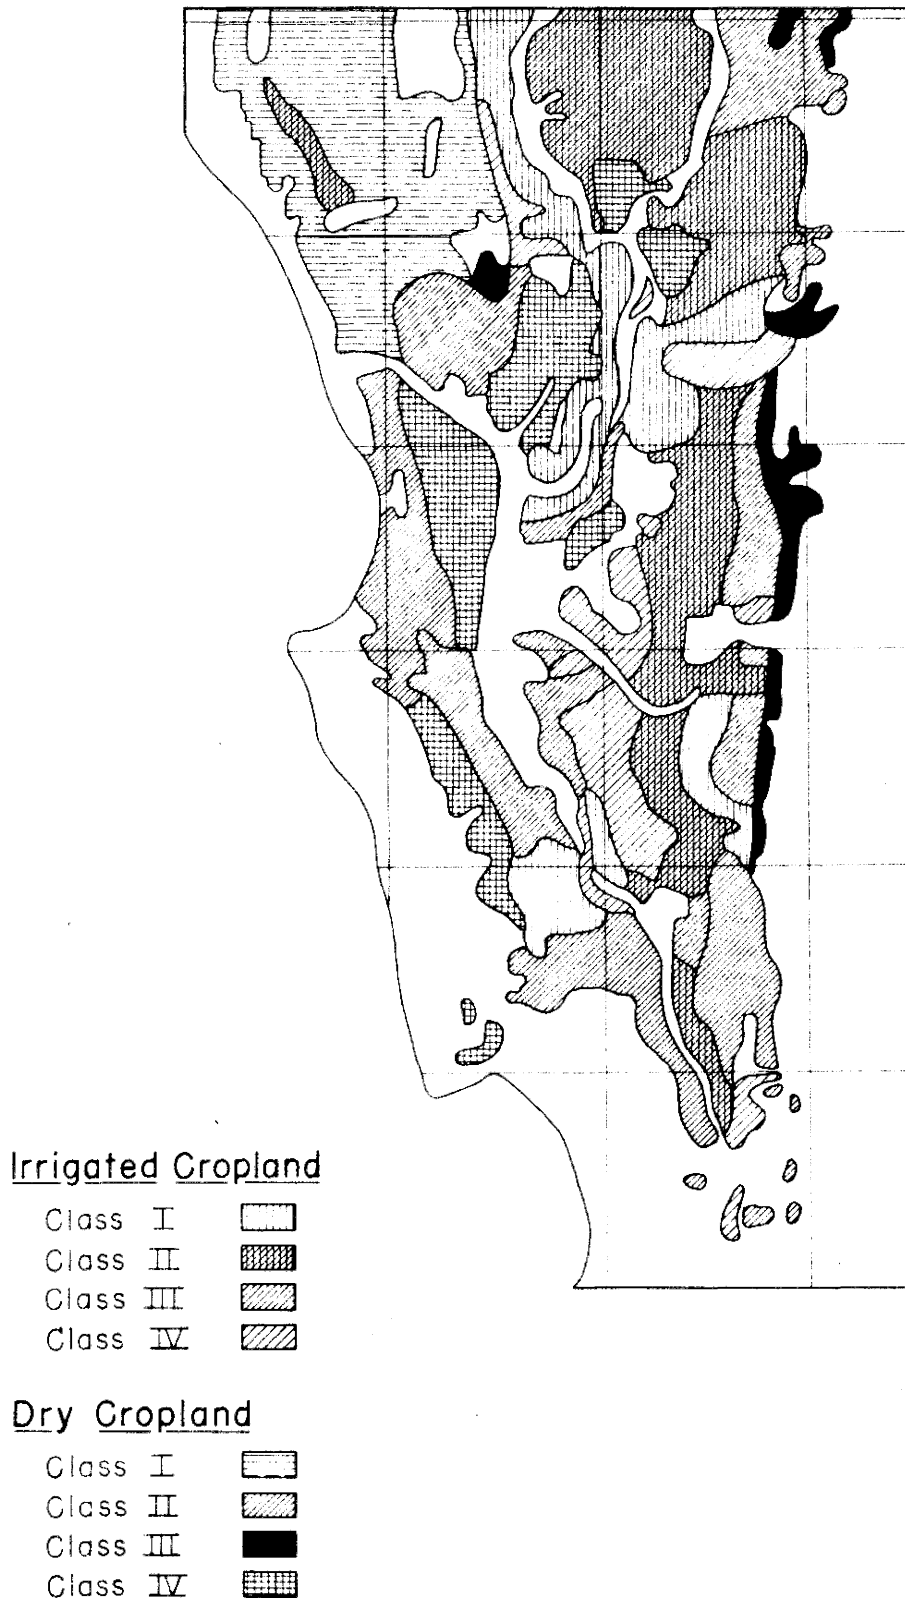 Irrigated Cropland
Class I
Class II
Class III
Class IV
Dry Cropland
Class I
Class II
Class III
Class IV